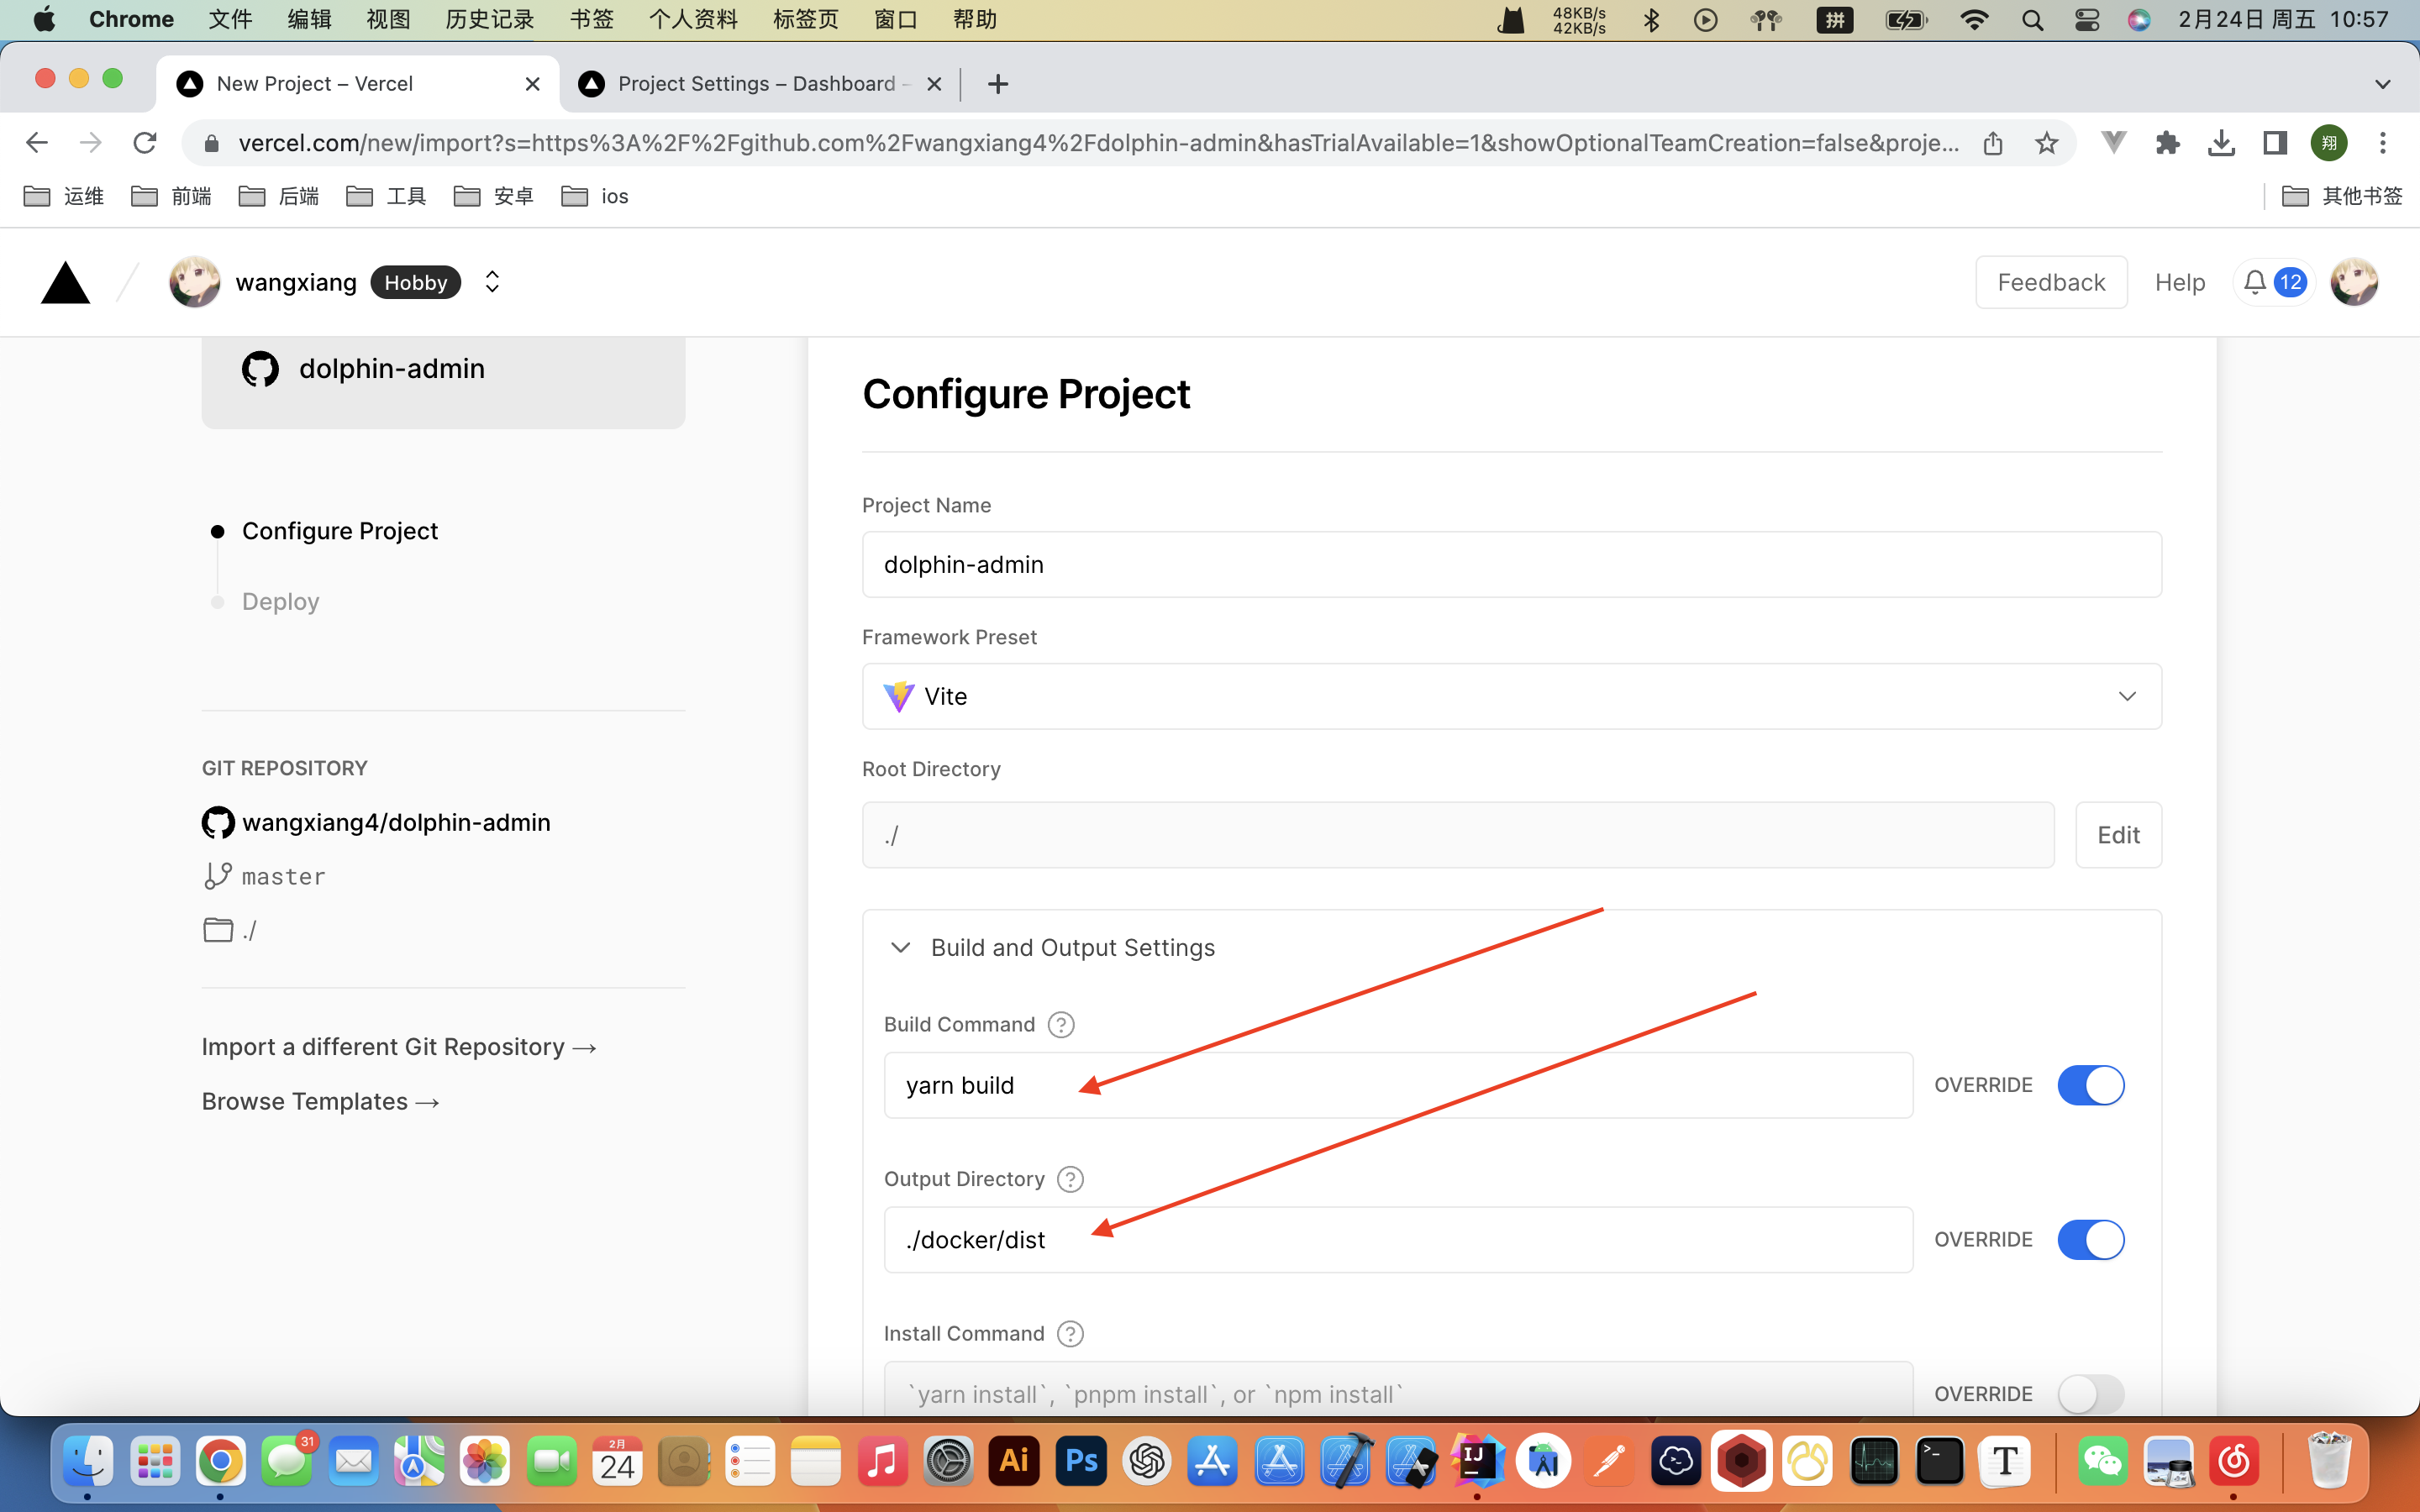 Chrome 文件 编辑 视图 历史记录 书签 个人资料 标签页 窗口 帮助
48KB/s
42KB/s
拼
2月24日 周五 10:57
New Project – Vercel
Project Settings – Dashboard –
vercel.com/new/import?s=https%3A%2F%2Fgithub.com%2Fwangxiang4%2Fdolphin-admin&hasTrialAvailable=1&showOptionalTeamCreation=false&proje...
翔
运维 前端 后端 工具 安卓 ios
其他书签
wangxiang Hobby
Feedback Help 12
dolphin-admin
Configure Project
Deploy
GIT REPOSITORY
wangxiang4/dolphin-admin
master
./
Import a different Git Repository →
Browse Templates →
Configure Project
Project Name
dolphin-admin
Framework Preset
Vite
Root Directory
./
Edit
Build and Output Settings
Build Command ?
yarn build
OVERRIDE
Output Directory ?
./docker/dist
OVERRIDE
Install Command ?
`yarn install`, `pnpm install`, or `npm install`
OVERRIDE
31
2月
24
Ai
Ps
IJ
>_
T